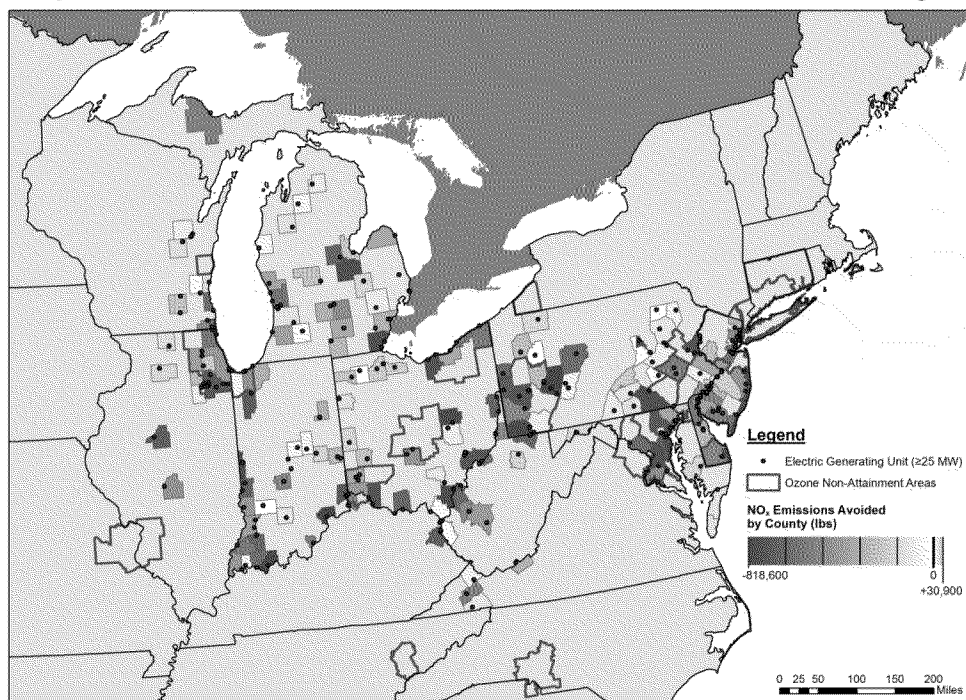 Legend
Electric Generating Unit (≥25 MW)
Ozone Non-Attainment Areas
NOₓ Emissions Avoided
by County (lbs)
-818,600
0
+30,900
0 25 50 100 150 200
Miles